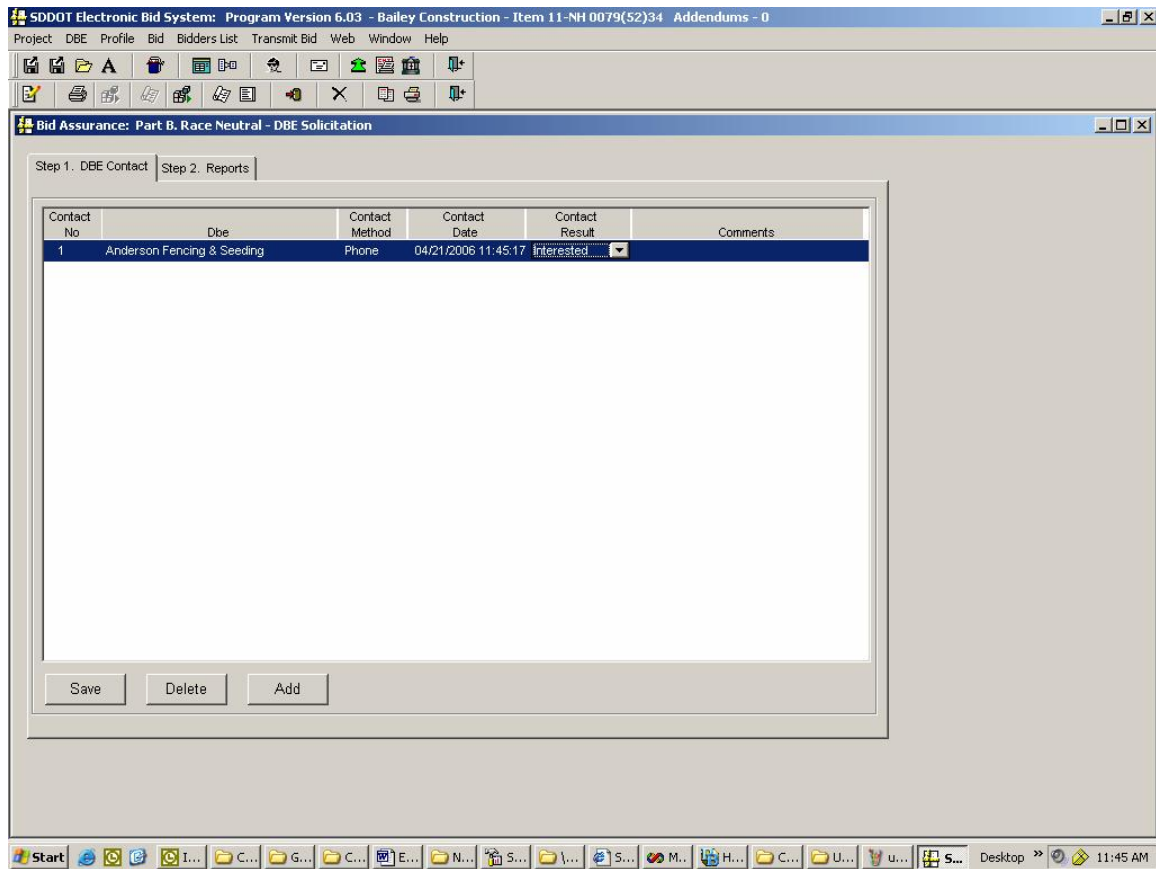 SDDOT Electronic Bid System: Program Version 6.03 - Bailey Construction - Item 11-NH 0079(52)34 Addendums - 0
Project DBE Profile Bid Bidders List Transmit Bid Web Window Help
A
Bid Assurance: Part B. Race Neutral - DBE Solicitation
Step 1. DBE Contact Step 2. Reports
Contact No Dbe Contact Method Contact Date Contact Result Comments
1 Anderson Fencing & Seeding Phone 04/21/2006 11:45:17 Interested
Save Delete Add
Start I... C... G... C... E... N... S... \... S... M.. H... C... U... u... S... Desktop » 11:45 AM